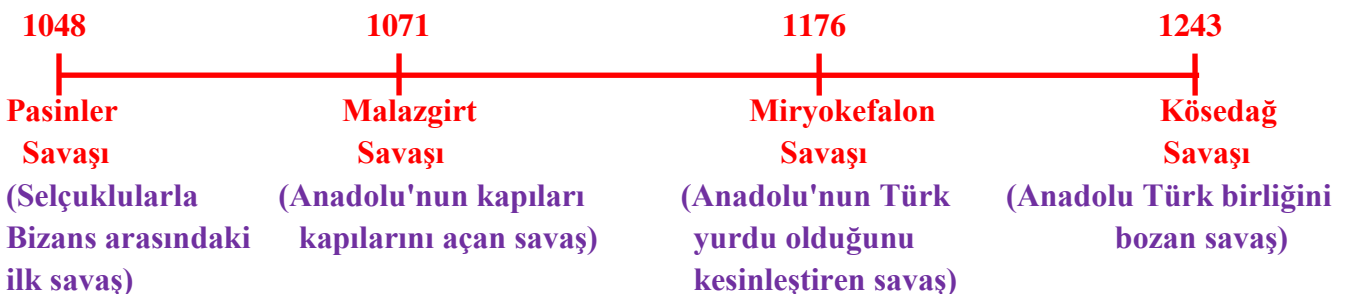 1048 1071 1176 1243
Pasinler Malazgirt Miryokefalon Kösedağ
Savaşı Savaşı Savaşı Savaşı
(Selçuklularla (Anadolu'nun kapıları (Anadolu'nun Türk (Anadolu Türk birliğini
Bizans arasındaki kapılarını açan savaş) yurdu olduğunu bozan savaş)
ilk savaş) kesinleştiren savaş)